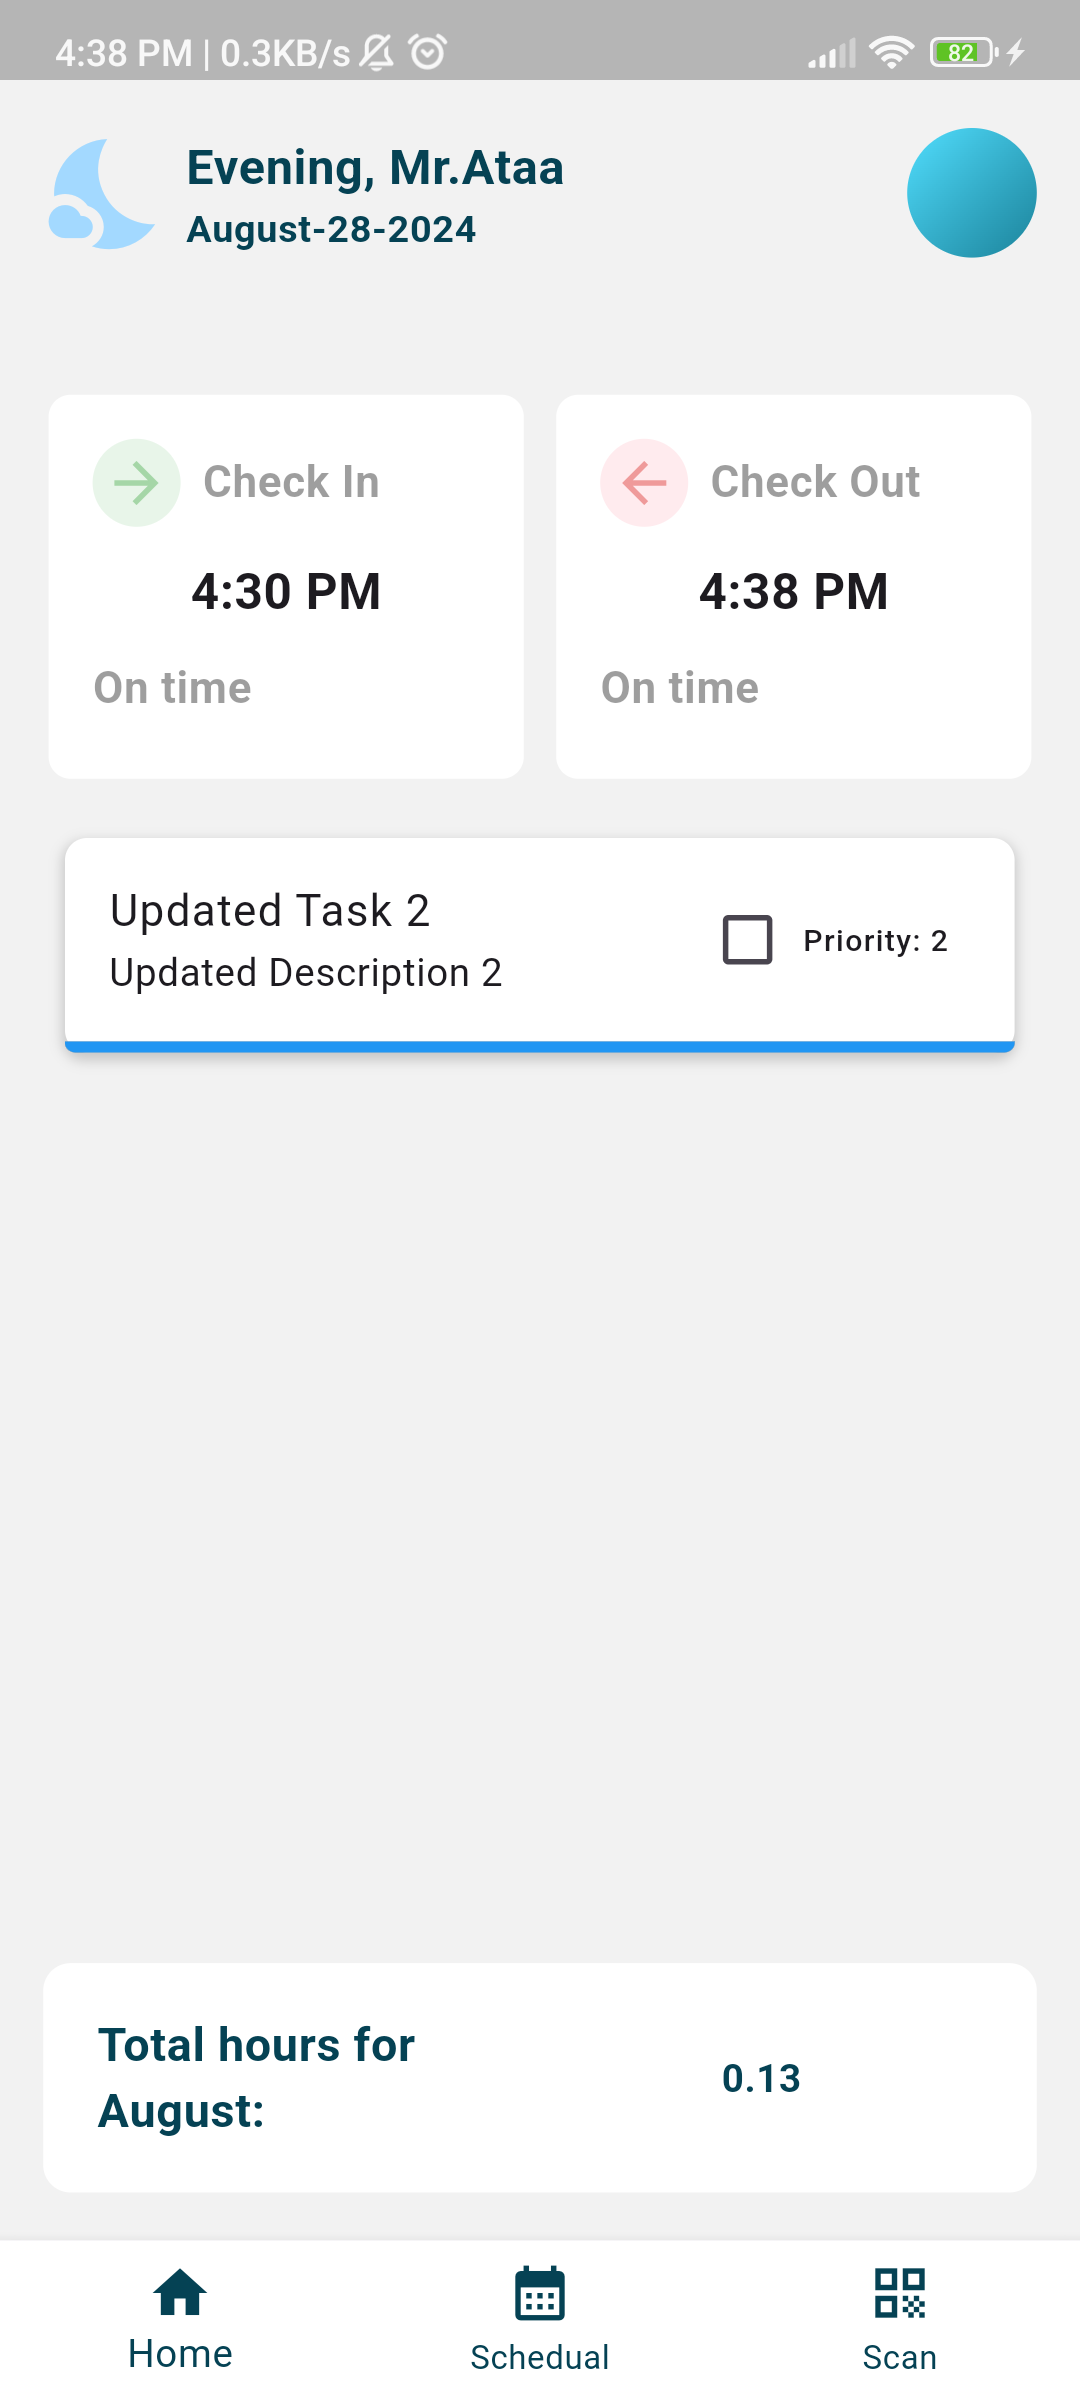 4:38 PM | 0.3KB/s
82
Evening, Mr.Ataa
August-28-2024
Check In
4:30 PM
On time
Check Out
4:38 PM
On time
Updated Task 2
Updated Description 2
Priority: 2
Total hours for
August:
0.13
Home
Schedual
Scan